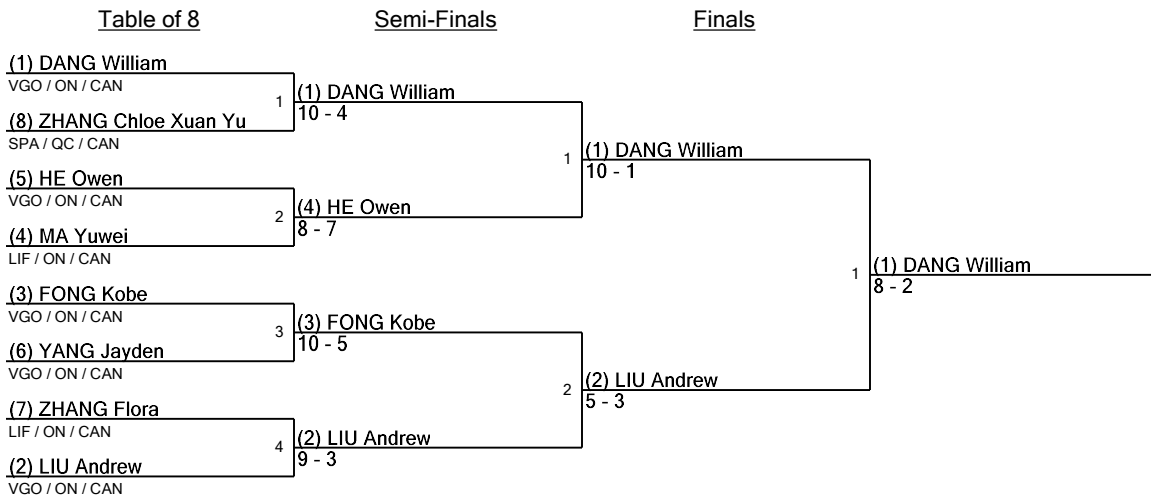 Table of 8
Semi-Finals
Finals
(1) DANG William
VGO / ON / CAN
1
(8) ZHANG Chloe Xuan Yu
SPA / QC / CAN
(5) HE Owen
VGO / ON / CAN
2
(4) MA Yuwei
LIF / ON / CAN
(3) FONG Kobe
VGO / ON / CAN
3
(6) YANG Jayden
VGO / ON / CAN
(7) ZHANG Flora
LIF / ON / CAN
4
(2) LIU Andrew
VGO / ON / CAN
(1) DANG William
10 - 4
1
(4) HE Owen
8 - 7
(3) FONG Kobe
10 - 5
2
(2) LIU Andrew
9 - 3
(1) DANG William
10 - 1
1
(2) LIU Andrew
5 - 3
(1) DANG William
8 - 2